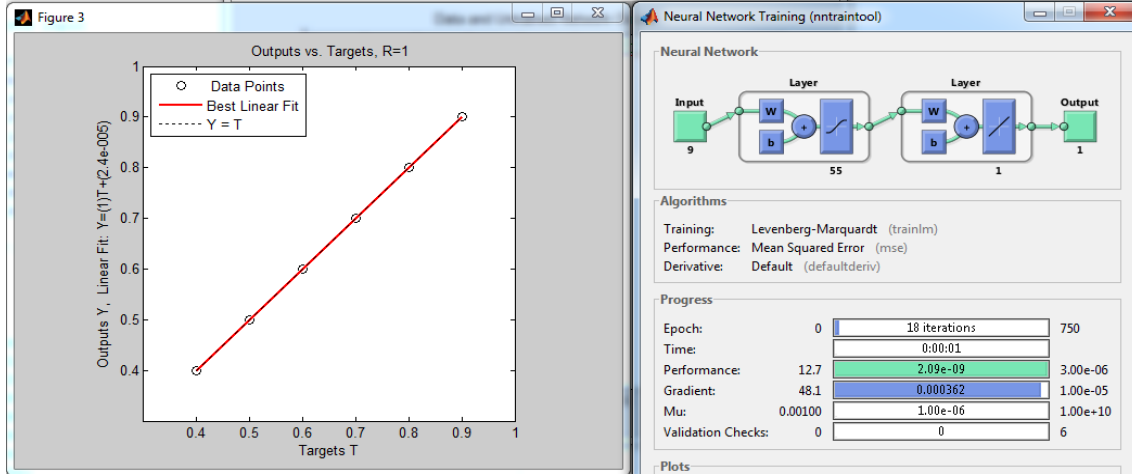 Figure 3
Outputs vs. Targets, R=1
Data Points
Best Linear Fit
Y = T
Outputs Y, Linear Fit: Y=(1)T+(2.4e-005)
1
0.9
0.8
0.7
0.6
0.5
0.4
0.4 0.5 0.6 0.7 0.8 0.9 1
Targets T
Neural Network Training (nntraintool)
Neural Network
Layer Layer
Input Output
W W
+ +
b b
9 1
55 1
Algorithms
Training: Levenberg-Marquardt (trainlm)
Performance: Mean Squared Error (mse)
Derivative: Default (defaultderiv)
Progress
Epoch: 0 18 iterations 750
Time: 0:00:01
Performance: 12.7 2.09e-09 3.00e-06
Gradient: 48.1 0.000362 1.00e-05
Mu: 0.00100 1.00e-06 1.00e+10
Validation Checks: 0 0 6
Plots